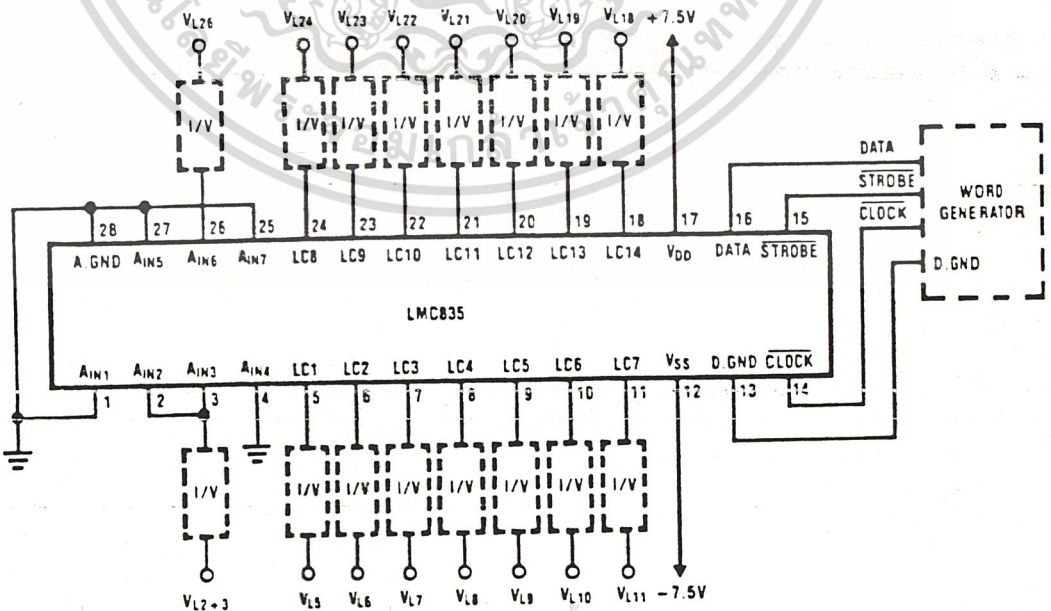 VL26 VL24 VL23 VL22 VL21 VL20 VL19 VL18 +7.5V
I/V I/V I/V I/V I/V I/V I/V I/V
DATA
STROBE
CLOCK
D.GND
WORD
GENERATOR
28 27 26 25 24 23 22 21 20 19 18 17 16 15
A.GND AIN5 AIN6 AIN7 LC8 LC9 LC10 LC11 LC12 LC13 LC14 VDD DATA STROBE
LMC835
AIN1 AIN2 AIN3 AIN4 LC1 LC2 LC3 LC4 LC5 LC6 LC7 VSS D.GND CLOCK
1 2 3 4 5 6 7 8 9 10 11 12 13 14
I/V I/V I/V I/V I/V I/V I/V I/V
VL2+3 VL5 VL6 VL7 VL8 VL9 VL10 VL11 -7.5V